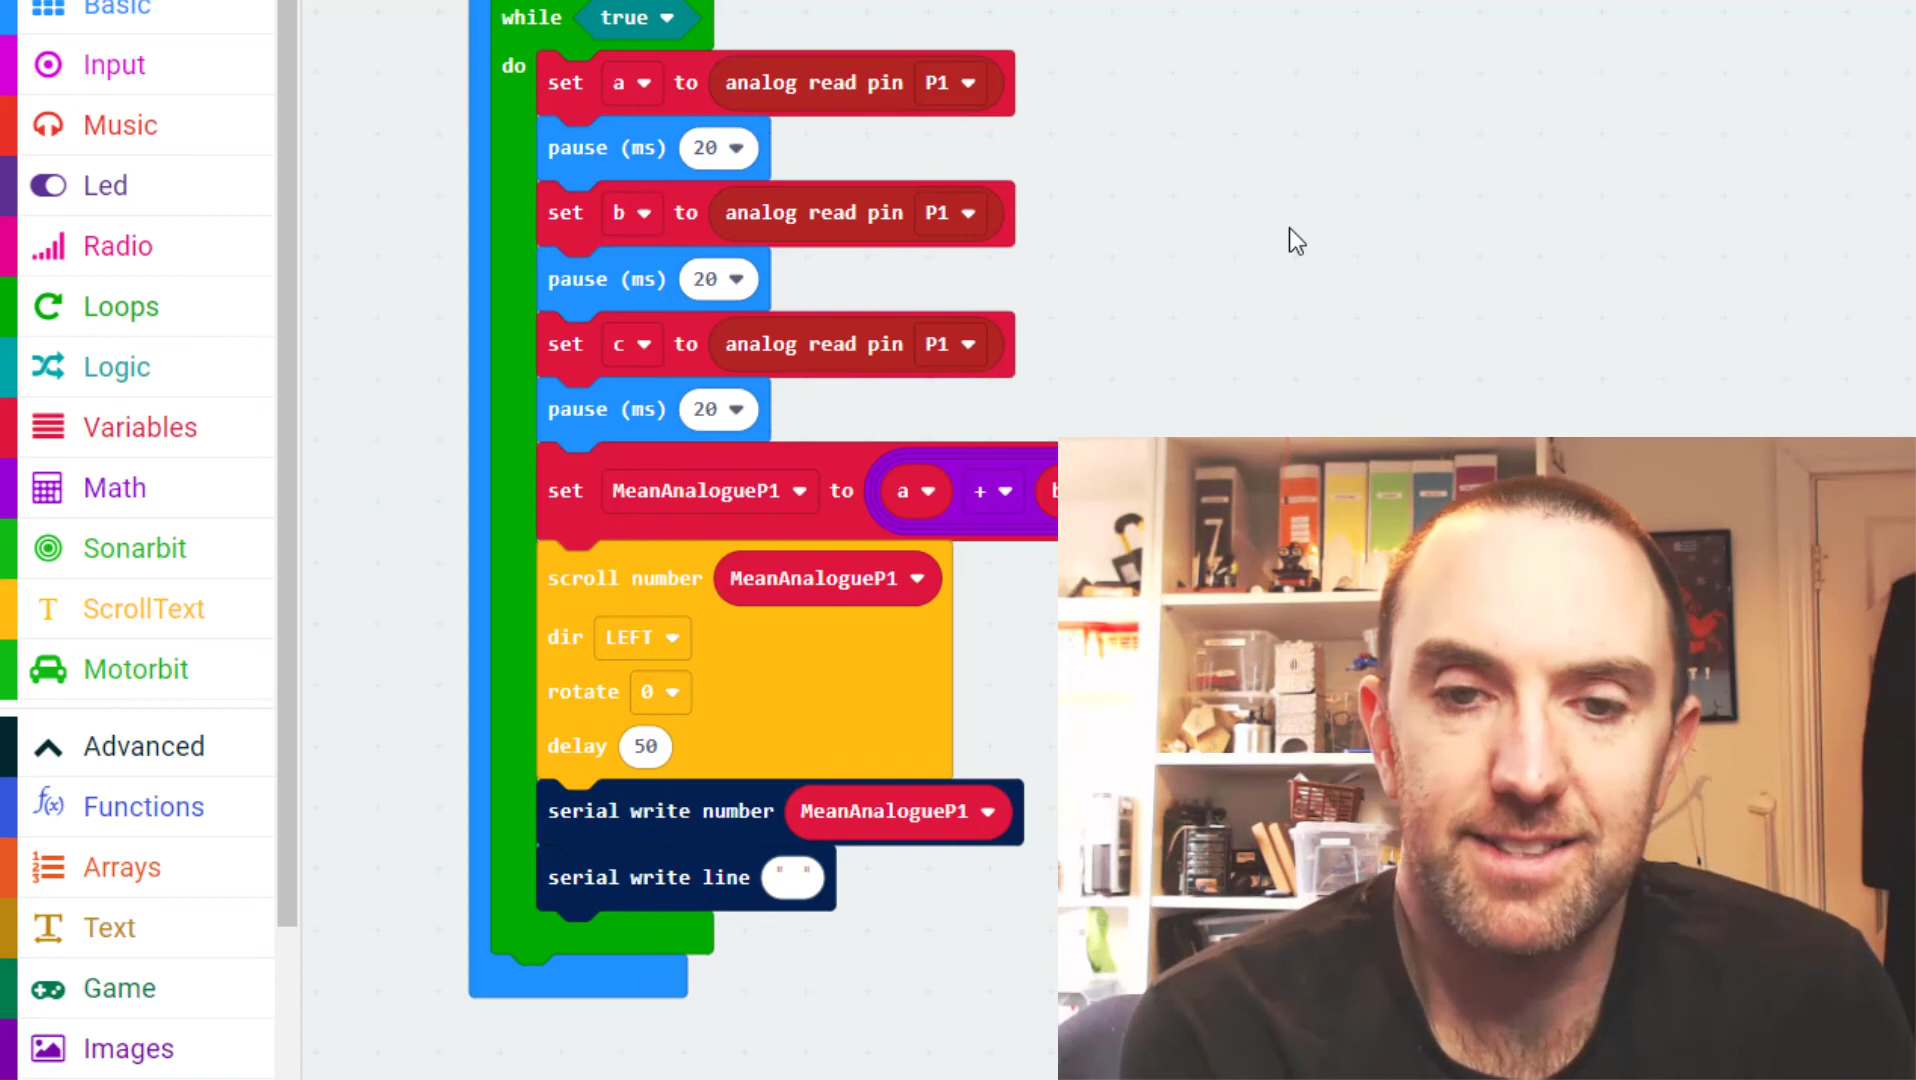 Basic
Input
Music
Led
Radio
Loops
Logic
Variables
Math
Sonarbit
ScrollText
Motorbit
Advanced
Functions
Arrays
Text
Game
Images
while true
do
set a to analog read pin P1
pause (ms) 20
set b to analog read pin P1
pause (ms) 20
set c to analog read pin P1
pause (ms) 20
set MeanAnalogueP1 to a +
scroll number MeanAnalogueP1
dir LEFT
rotate 0
delay 50
serial write number MeanAnalogueP1
serial write line " "
7